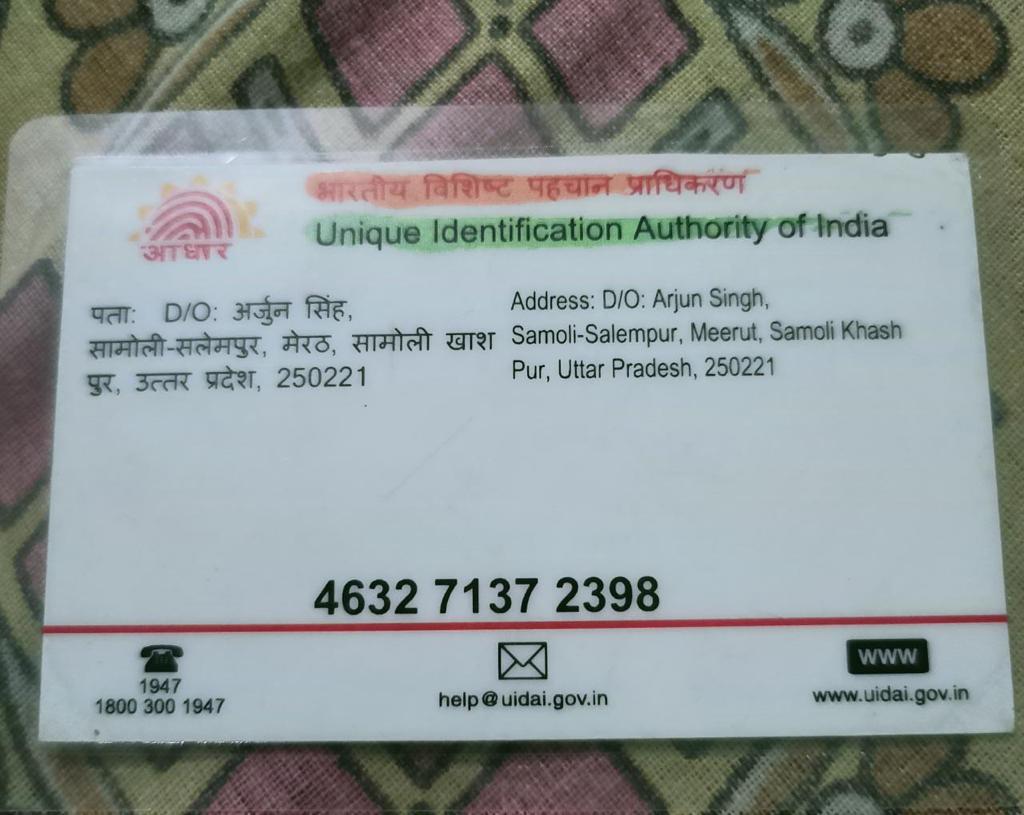 आधार
भारतीय विशिष्ट पहचान प्राधिकरण
Unique Identification Authority of India
पता: D/O: अर्जुन सिंह,
सामोली-सलेमपुर, मेरठ, सामोली खाश
पुर, उत्तर प्रदेश, 250221
Address: D/O: Arjun Singh,
Samoli-Salempur, Meerut, Samoli Khash
Pur, Uttar Pradesh, 250221
4632 7137 2398
1947
1800 300 1947
help@uidai.gov.in
WWW
www.uidai.gov.in